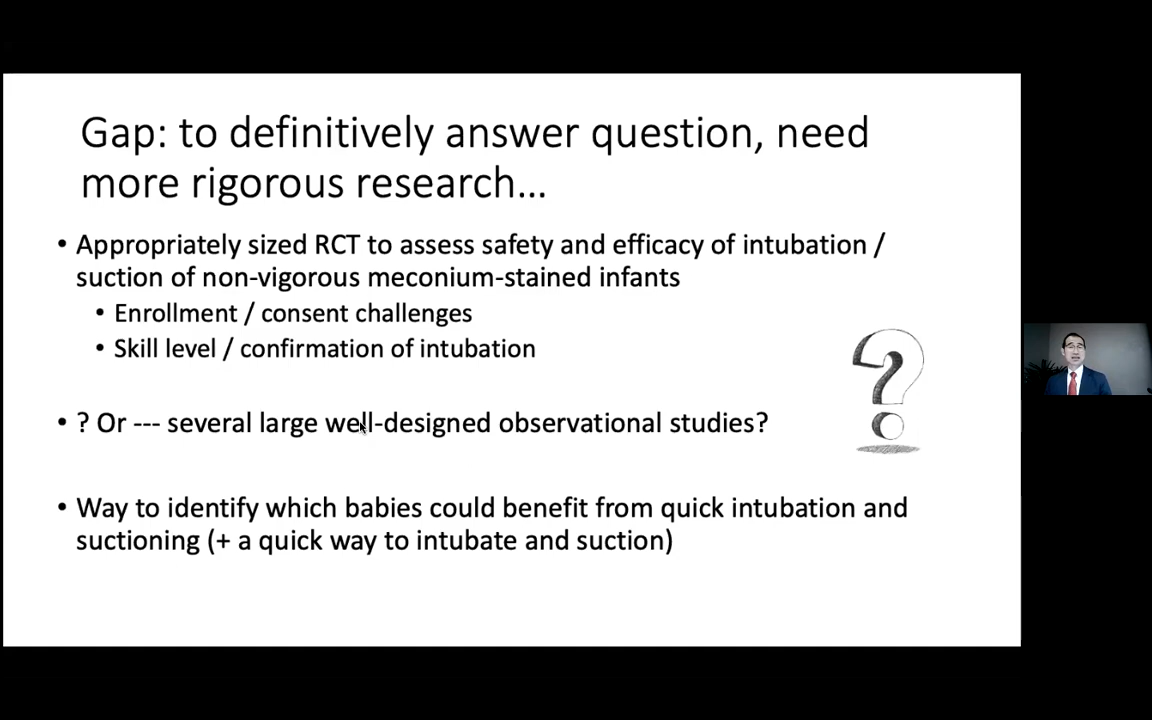 Gap: to definitively answer question, need
more rigorous research...
• Appropriately sized RCT to assess safety and efficacy of intubation /
suction of non-vigorous meconium-stained infants
• Enrollment / consent challenges
• Skill level / confirmation of intubation
• ? Or --- several large well-designed observational studies?
• Way to identify which babies could benefit from quick intubation and
suctioning (+ a quick way to intubate and suction)
?